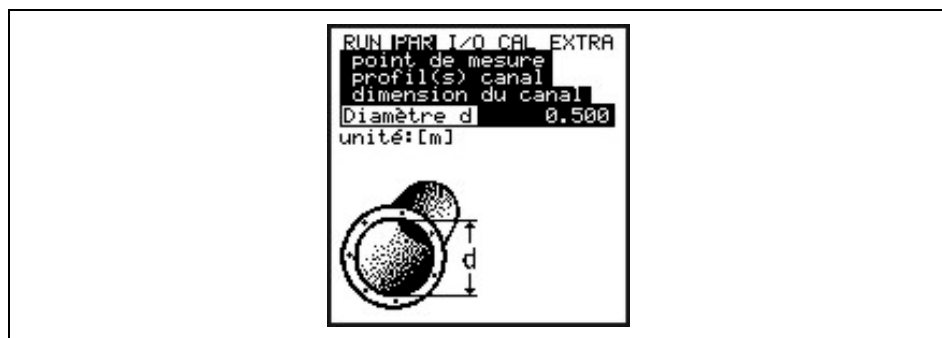 RUN PAR I/O CAL EXTRA
point de mesure
profil(s) canal
dimension du canal
Diamètre d 0.500
unité:[m]
d